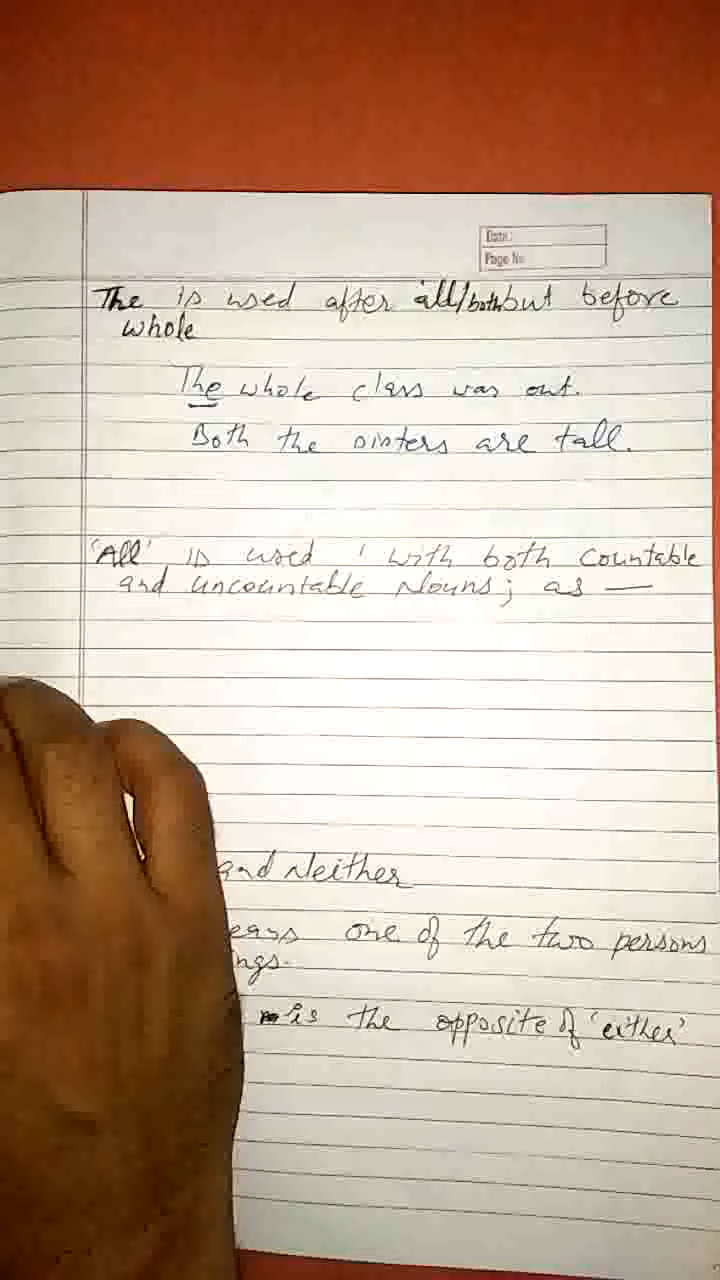 Date:
Page No
The is used after all/both but before
whole
The whole class was out.
Both the sisters are tall.
'All' is used with both countable
and uncountable Nouns; as —
and Neither
one of the two persons
ngs.
is the opposite of 'either'